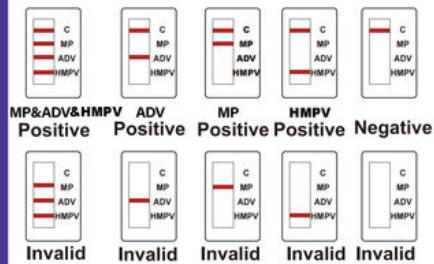 C C C C C
MP MP MP MP MP
ADV ADV ADV ADV ADV
HMPV HMPV HMPV HMPV HMPV
MP&ADV&HMPV ADV MP HMPV
Positive Positive Positive Positive Negative
C C C C C
MP MP MP MP MP
ADV ADV ADV ADV ADV
HMPV HMPV HMPV HMPV HMPV
Invalid Invalid Invalid Invalid Invalid